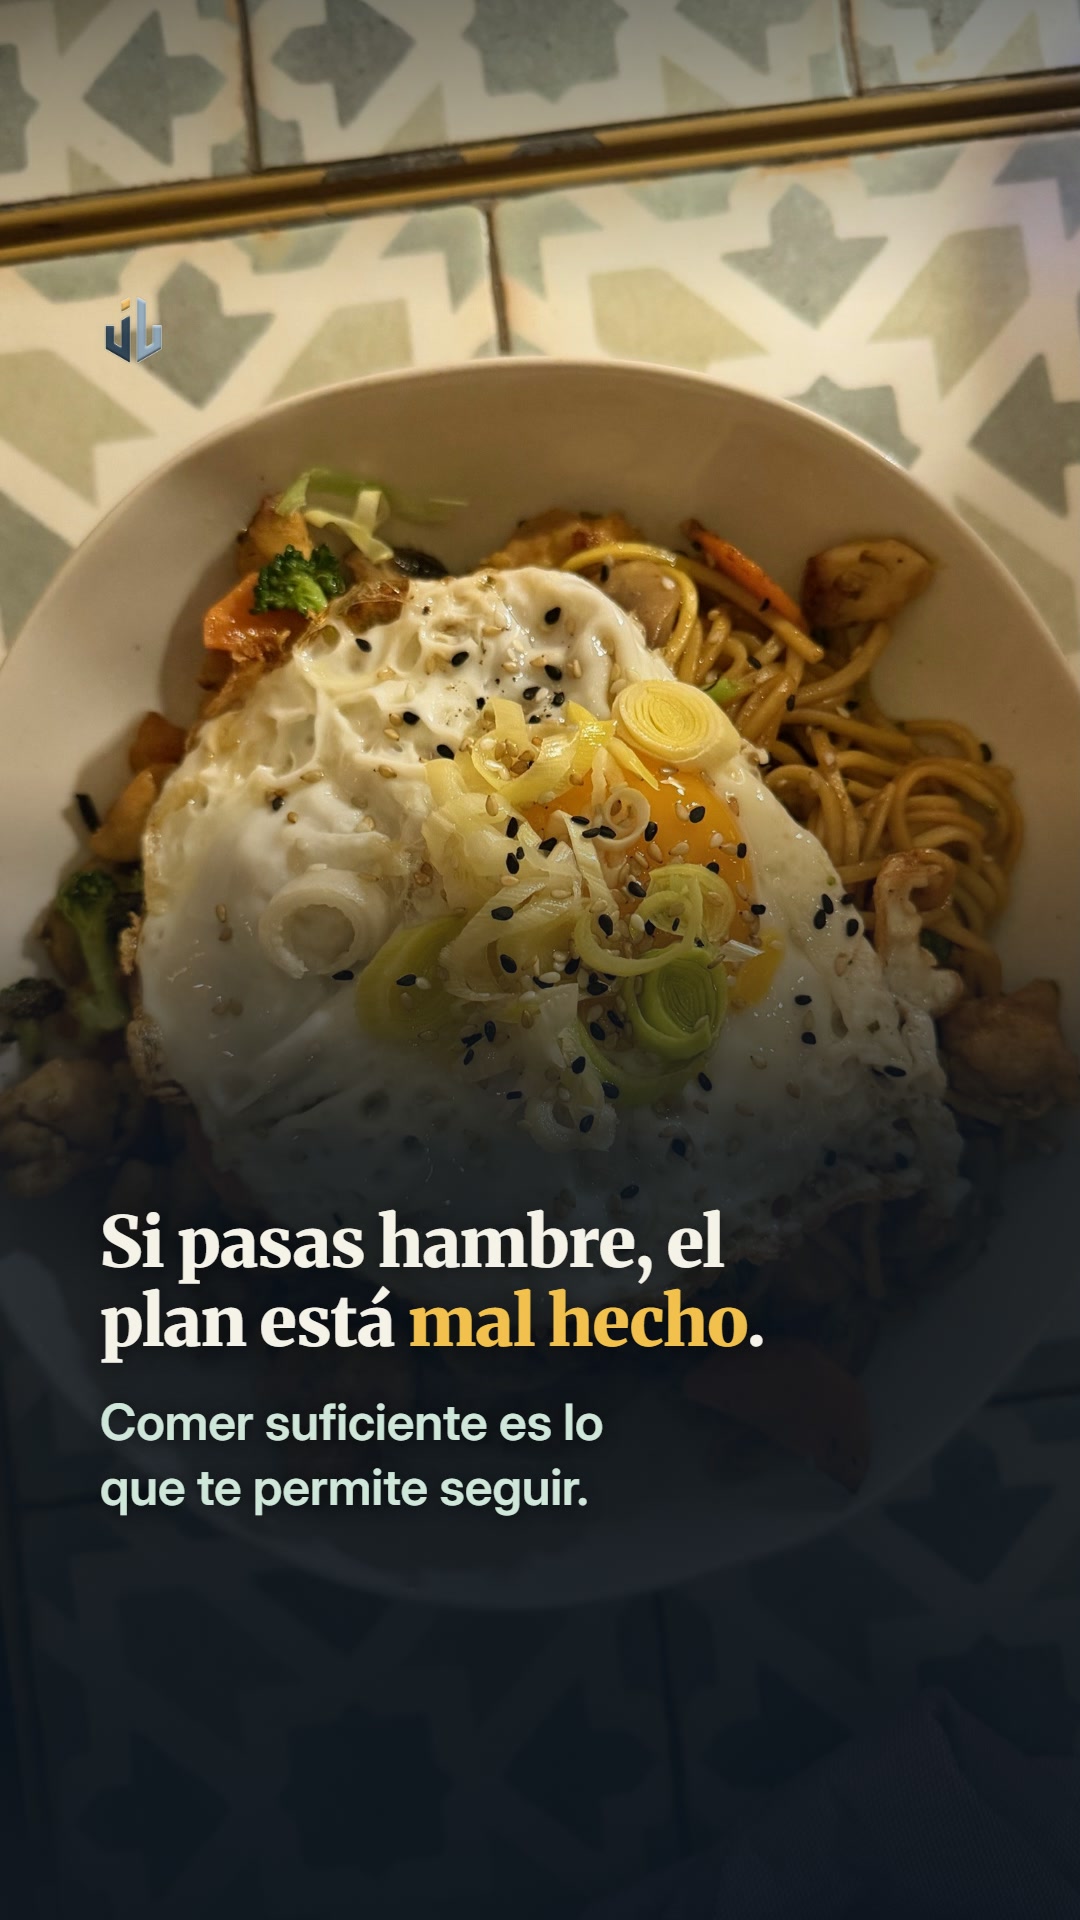 Si pasas hambre, el
plan está mal hecho.
Comer suficiente es lo
que te permite seguir.